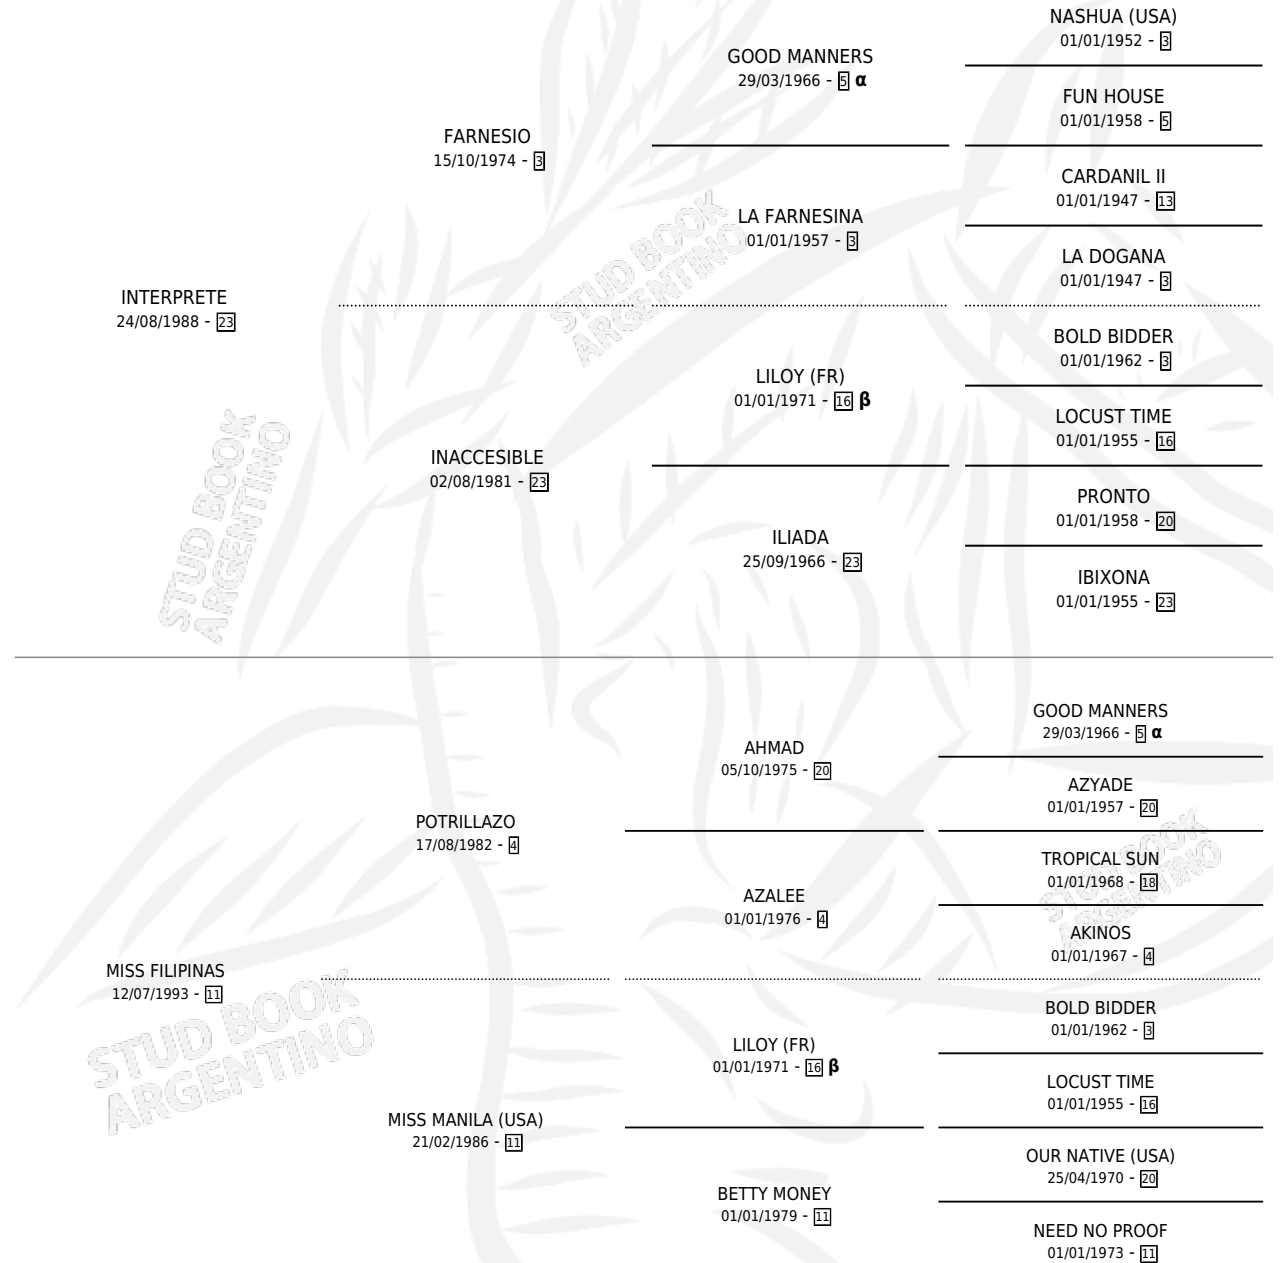 NASHUA (USA)
01/01/1952 - 3
GOOD MANNERS
29/03/1966 - 5 α
FUN HOUSE
01/01/1958 - 5
FARNESIO
15/10/1974 - 3
CARDANIL II
01/01/1947 - 13
LA FARNESINA
01/01/1957 - 3
LA DOGANA
01/01/1947 - 3
INTERPRETE
24/08/1988 - 23
BOLD BIDDER
01/01/1962 - 3
LILOY (FR)
01/01/1971 - 16 β
LOCUST TIME
01/01/1955 - 16
INACCESIBLE
02/08/1981 - 23
PRONTO
01/01/1958 - 20
ILIADA
25/09/1966 - 23
IBIXONA
01/01/1955 - 23
GOOD MANNERS
29/03/1966 - 5 α
AHMAD
05/10/1975 - 20
AZYADE
01/01/1957 - 20
POTRILLAZO
17/08/1982 - 4
TROPICAL SUN
01/01/1968 - 18
AZALEE
01/01/1976 - 4
AKINOS
01/01/1967 - 4
MISS FILIPINAS
12/07/1993 - 11
BOLD BIDDER
01/01/1962 - 3
LILOY (FR)
01/01/1971 - 16 β
LOCUST TIME
01/01/1955 - 16
MISS MANILA (USA)
21/02/1986 - 11
OUR NATIVE (USA)
25/04/1970 - 20
BETTY MONEY
01/01/1979 - 11
NEED NO PROOF
01/01/1973 - 11
STUD BOOK
ARGENTINO
STUD BOOK
ARGENTINO
STUD BOOK
ARGENTINO
STUD BOOK
ARGENTINO